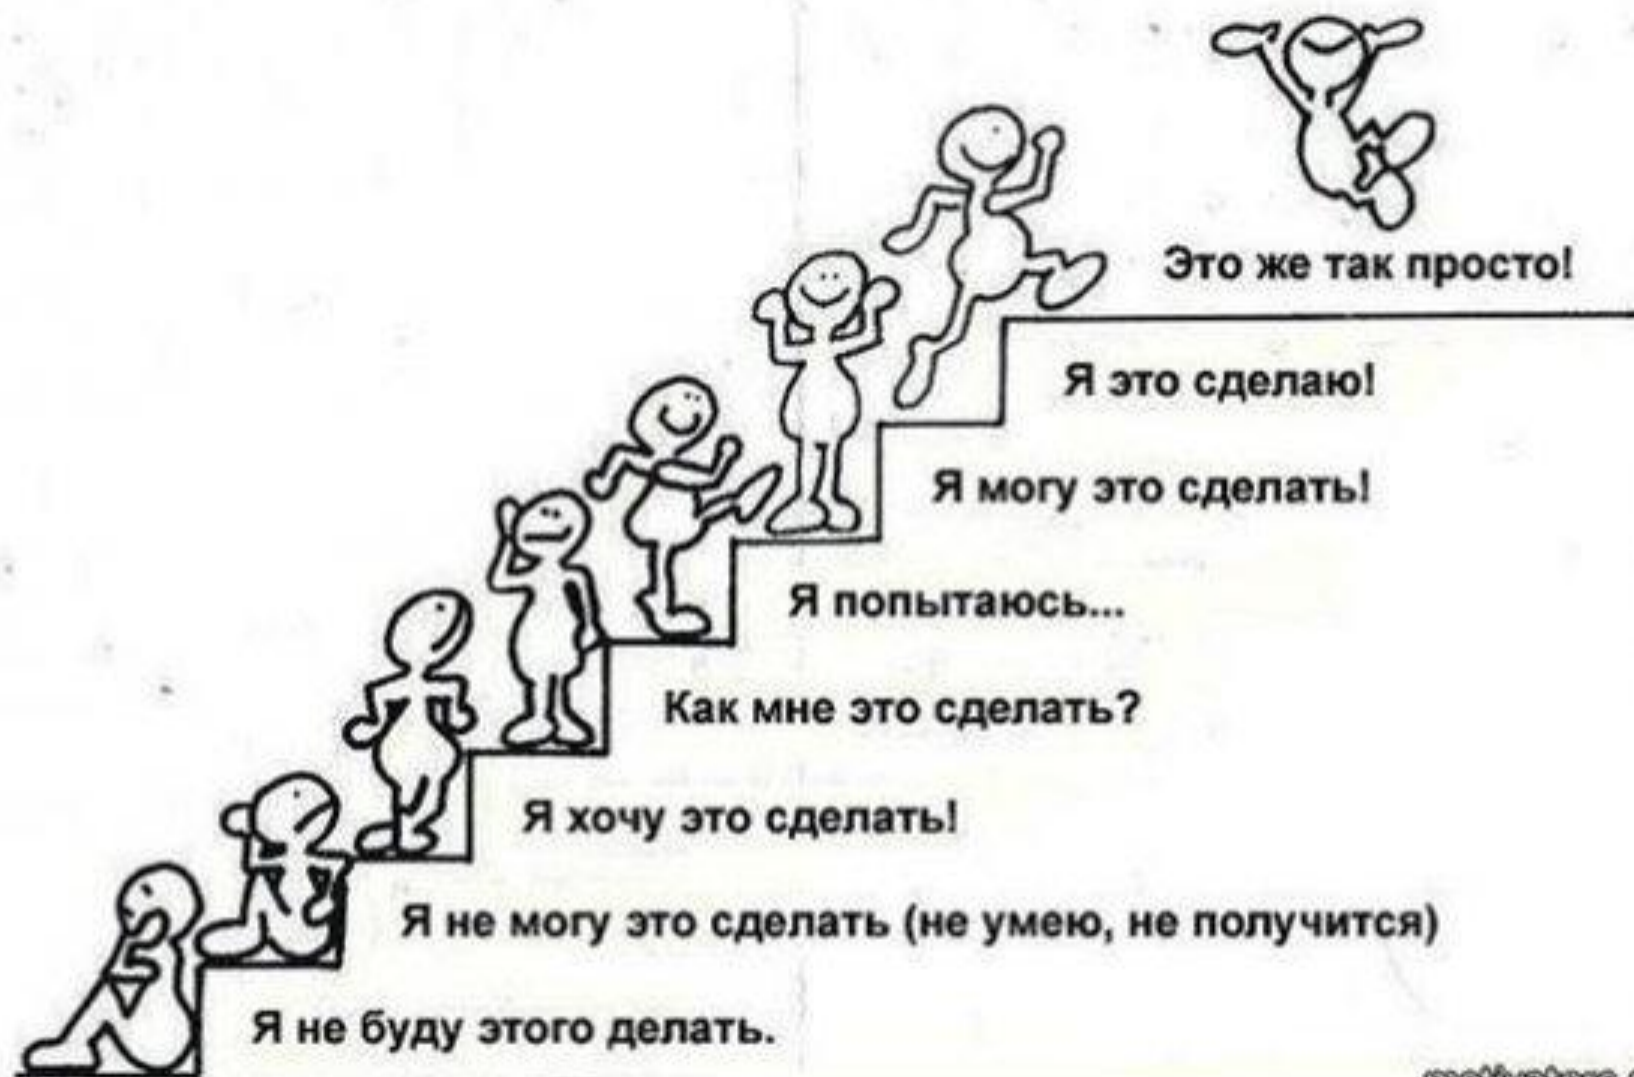 Это же так просто!
Я это сделаю!
Я могу это сделать!
Я попытаюсь...
Как мне это сделать?
Я хочу это сделать!
Я не могу это сделать (не умею, не получится)
Я не буду этого делать.